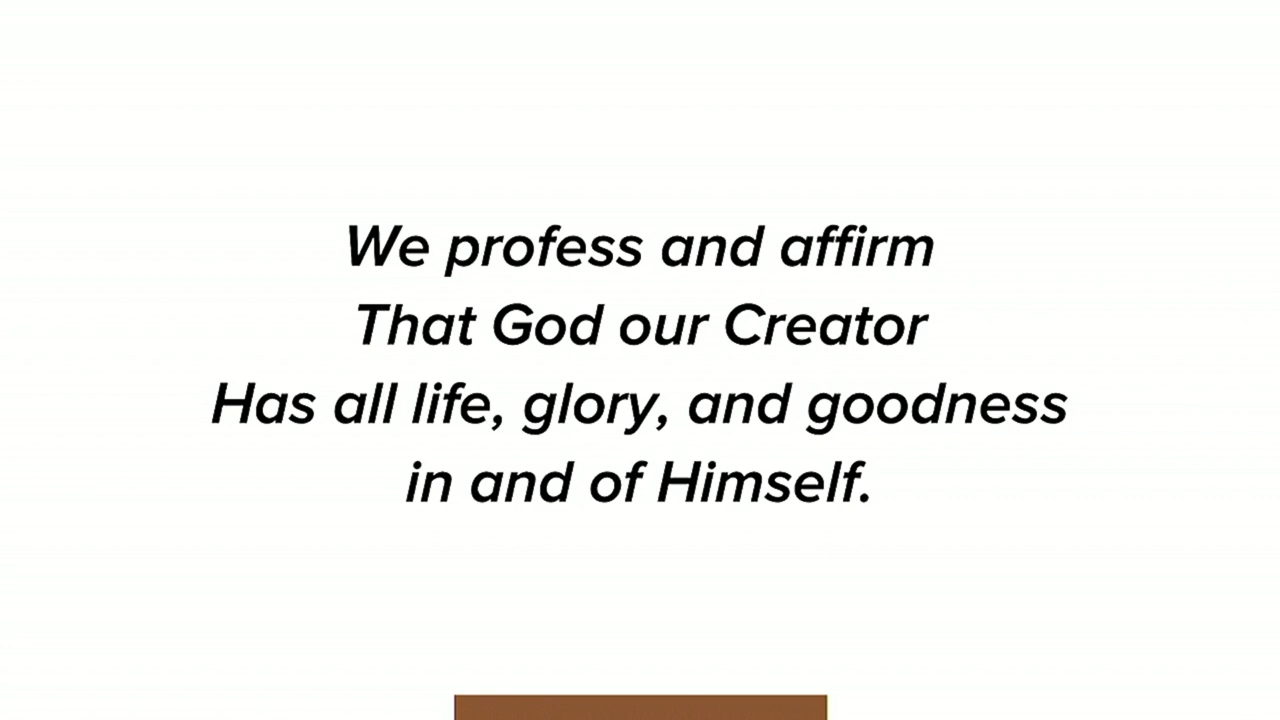 We profess and affirm
That God our Creator
Has all life, glory, and goodness
in and of Himself.